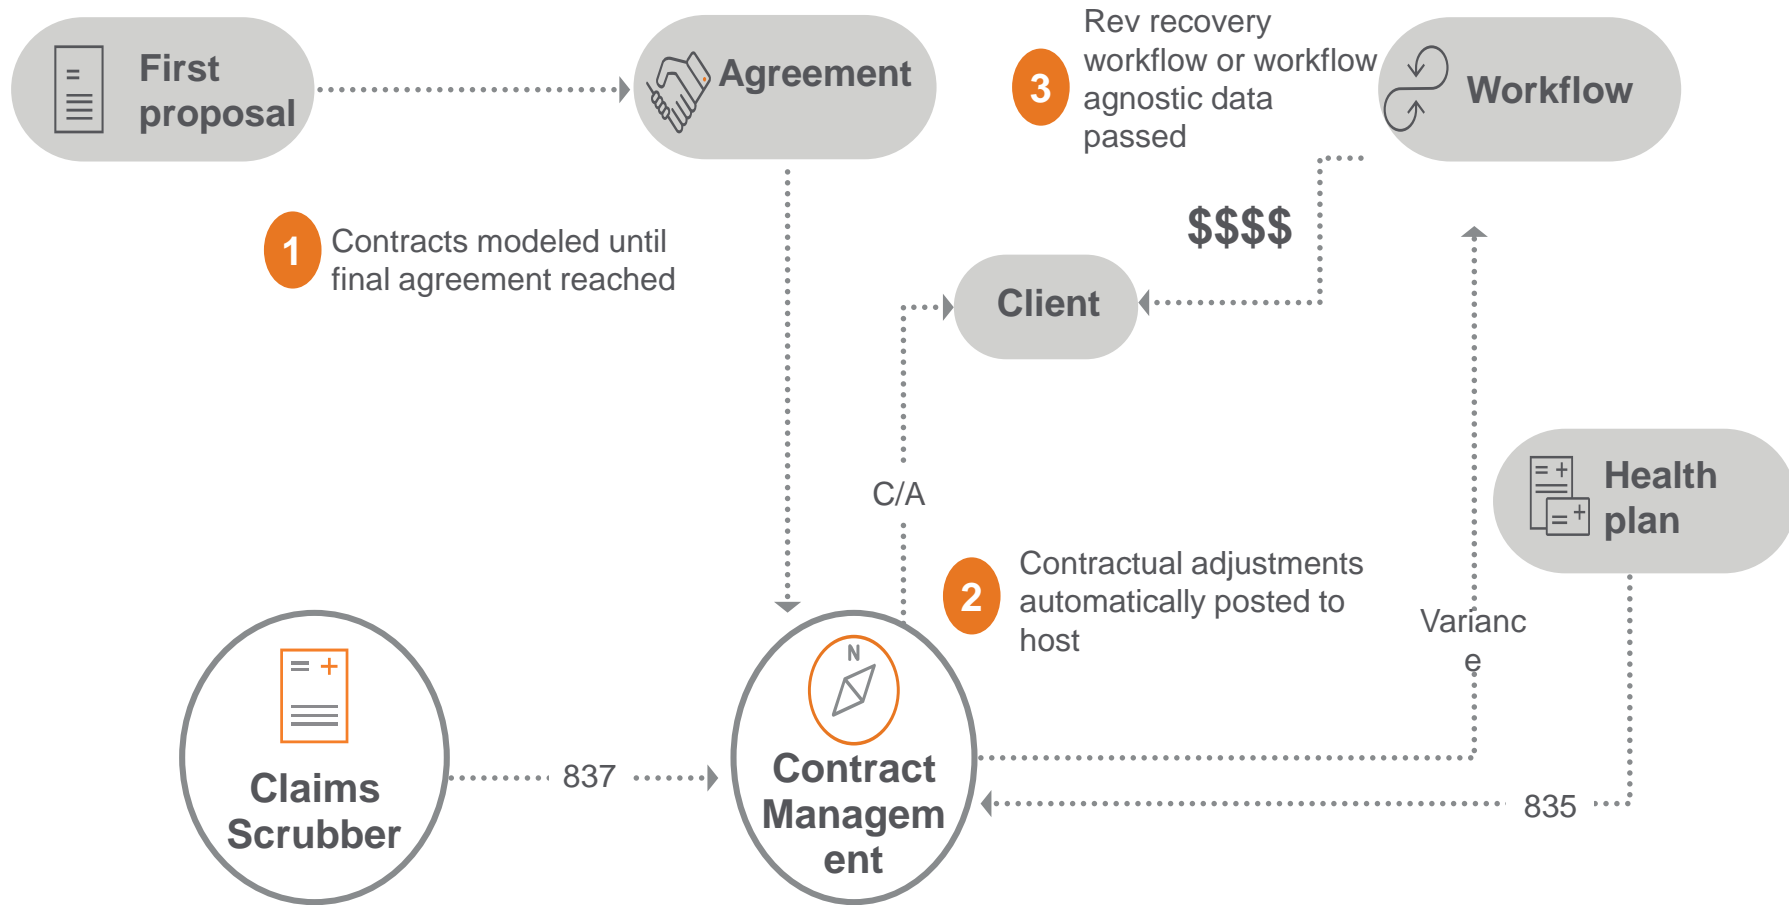 First
proposal
Agreement
3
Rev recovery
workflow or workflow
agnostic data
passed
Workflow
1
Contracts modeled until
final agreement reached
$$$$
Client
C/A
Health
plan
2
Contractual adjustments
automatically posted to
host
Varianc
e
N
Claims
Scrubber
837
Contract
Managem
ent
835